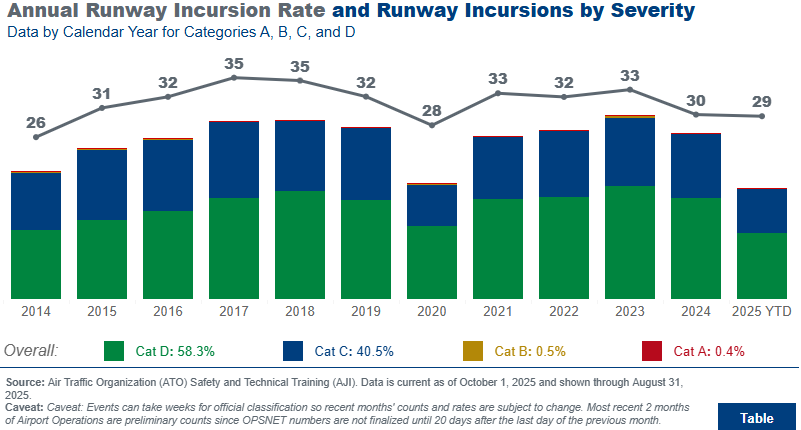 Annual Runway Incursion Rate and Runway Incursions by Severity
Data by Calendar Year for Categories A, B, C, and D
26
31
32
35
35
32
28
33
32
33
30
29
2014
2015
2016
2017
2018
2019
2020
2021
2022
2023
2024
2025 YTD
Overall:
Cat D: 58.3%
Cat C: 40.5%
Cat B: 0.5%
Cat A: 0.4%
Source: Air Traffic Organization (ATO) Safety and Technical Training (AJI). Data is current as of October 1, 2025 and shown through August 31,
2025.
Caveat: Caveat: Events can take weeks for official classification so recent months' counts and rates are subject to change. Most recent 2 months
of Airport Operations are preliminary counts since OPSNET numbers are not finalized until 20 days after the last day of the previous month.
Table